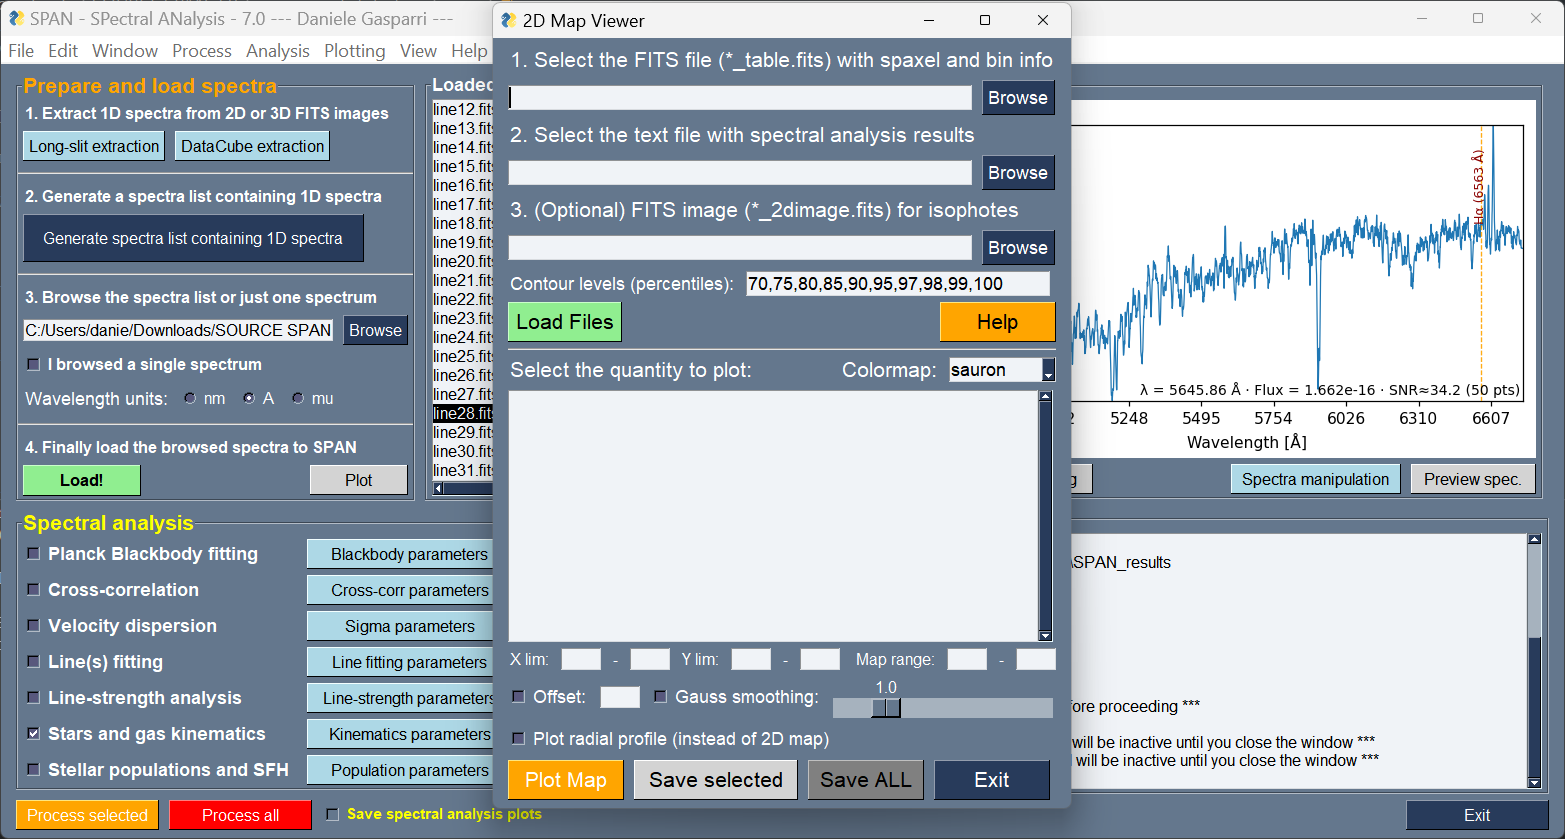 SPAN - SPectral ANalysis - 7.0 --- Daniele Gasparri ---
File Edit Window Process Analysis Plotting View Help
Prepare and load spectra
1. Extract 1D spectra from 2D or 3D FITS images
Long-slit extraction DataCube extraction
2. Generate a spectra list containing 1D spectra
Generate spectra list containing 1D spectra
3. Browse the spectra list or just one spectrum
C:/Users/danie/Downloads/SOURCE SPAN Browse
I browsed a single spectrum
Wavelength units: nm A mu
4. Finally load the browsed spectra to SPAN
Load! Plot
Loaded
line12.fits
line13.fits
line14.fits
line15.fits
line16.fits
line17.fits
line18.fits
line19.fits
line20.fits
line21.fits
line22.fits
line23.fits
line24.fits
line25.fits
line26.fits
line27.fits
line28.fits
line29.fits
line30.fits
line31.fits
Spectral analysis
Planck Blackbody fitting Blackbody parameters
Cross-correlation Cross-corr parameters
Velocity dispersion Sigma parameters
Line(s) fitting Line fitting parameters
Line-strength analysis Line-strength parameters
Stars and gas kinematics Kinematics parameters
Stellar populations and SFH Population parameters
Process selected Process all Save spectral analysis plots
2D Map Viewer
1. Select the FITS file (*_table.fits) with spaxel and bin info
Browse
2. Select the text file with spectral analysis results
Browse
3. (Optional) FITS image (*_2dimage.fits) for isophotes
Browse
Contour levels (percentiles): 70,75,80,85,90,95,97,98,99,100
Load Files Help
Select the quantity to plot: Colormap: sauron
X lim: - Y lim: - Map range: -
Offset: Gauss smoothing: 1.0
Plot radial profile (instead of 2D map)
Plot Map Save selected Save ALL Exit
Hα (6563 Å)
λ = 5645.86 Å · Flux = 1.662e-16 · SNR≈34.2 (50 pts)
2 5248 5495 5754 6026 6310 6607
Wavelength [Å]
g Spectra manipulation Preview spec.
\SPAN_results
fore proceeding ***
will be inactive until you close the window ***
will be inactive until you close the window ***
Exit